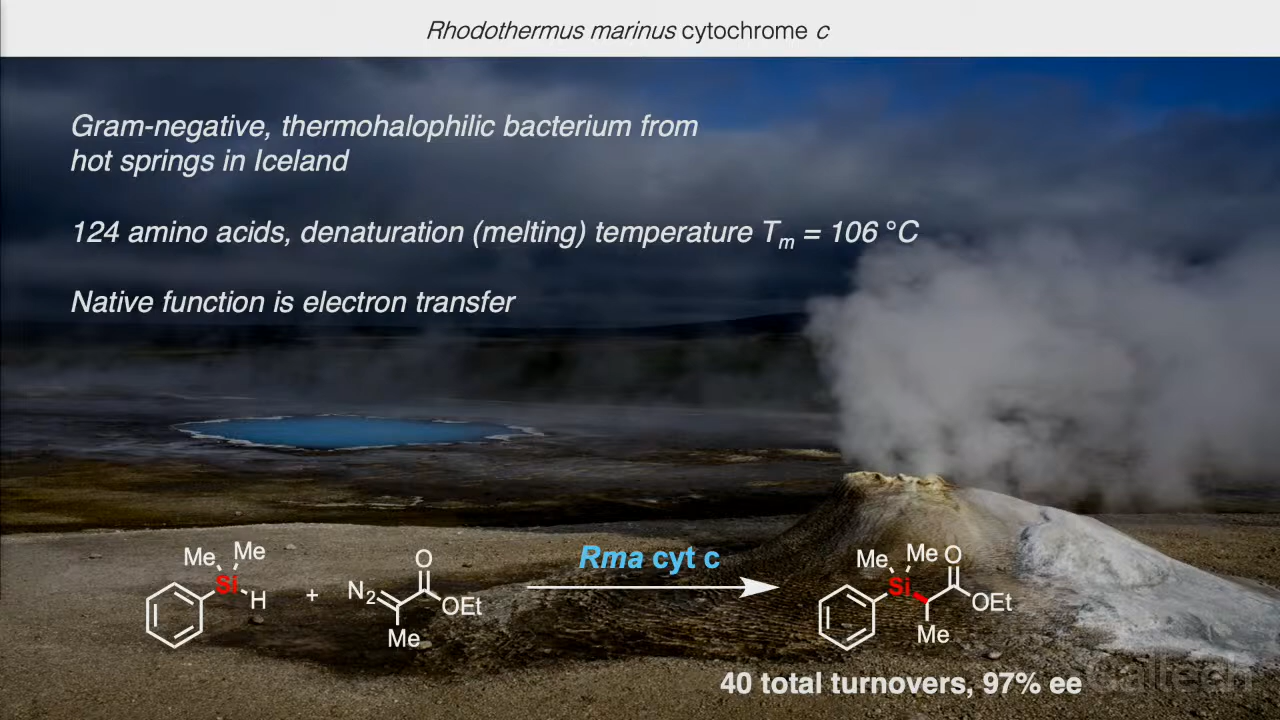 Rhodothermus marinus cytochrome c
Gram-negative, thermohalophilic bacterium from
hot springs in Iceland
124 amino acids, denaturation (melting) temperature Tm = 106 °C
Native function is electron transfer
Me Me Si H
+
N2 O OEt Me
Rma cyt c
Me Me O Si OEt Me
40 total turnovers, 97% ee
Caltech